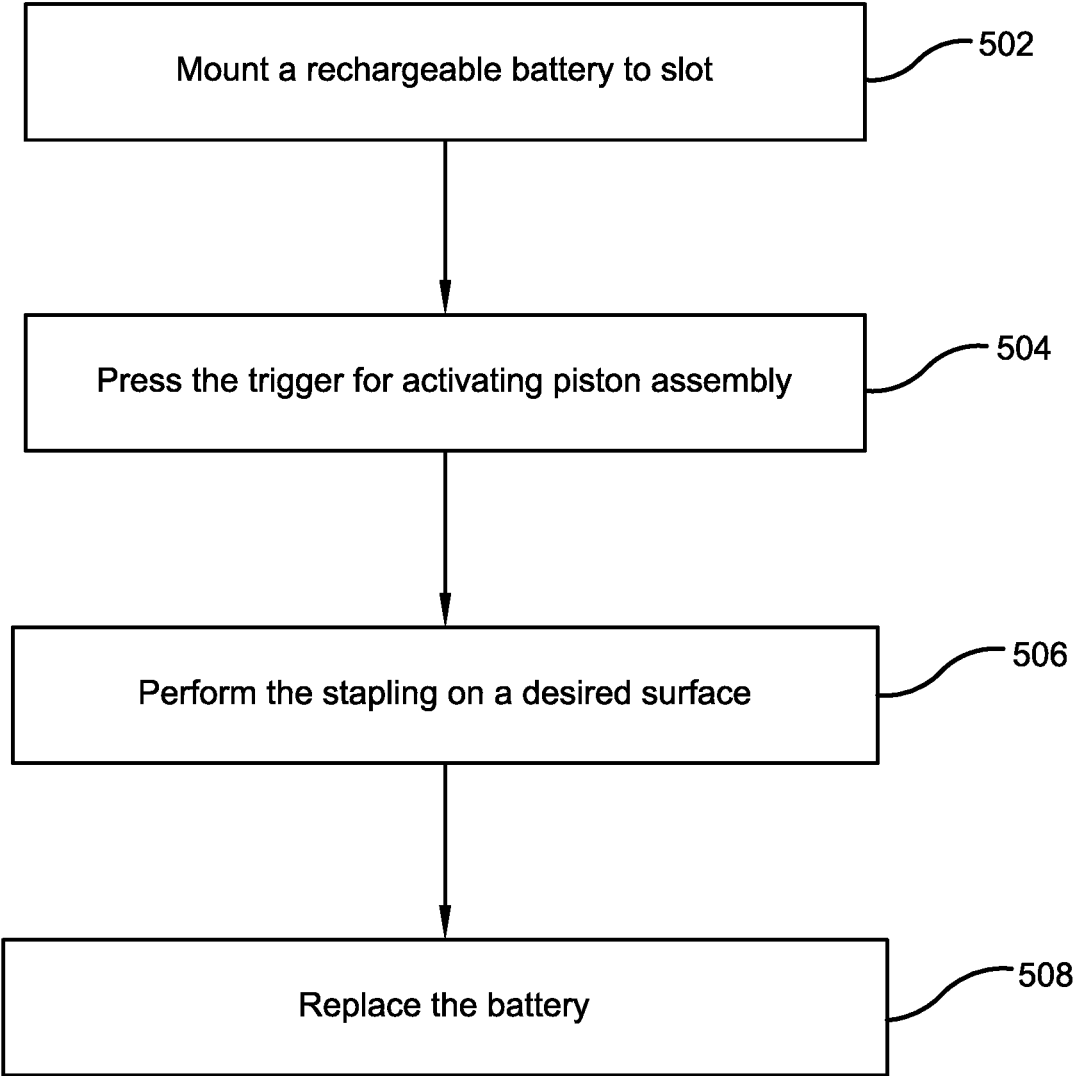 Mount a rechargeable battery to slot
502
Press the trigger for activating piston assembly
504
Perform the stapling on a desired surface
506
Replace the battery
508